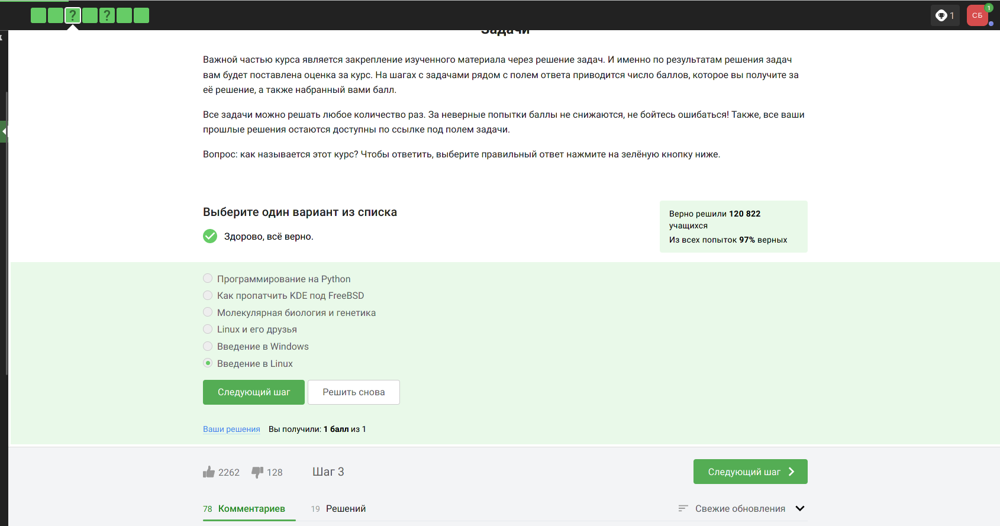 ? ?
1
СБ
1
Задачи
Важной частью курса является закрепление изученного материала через решение задач. И именно по результатам решения задач
вам будет поставлена оценка за курс. На шагах с задачами рядом с полем ответа приводится число баллов, которое вы получите за
её решение, а также набранный вами балл.
Все задачи можно решать любое количество раз. За неверные попытки баллы не снижаются, не бойтесь ошибаться! Также, все ваши
прошлые решения остаются доступны по ссылке под полем задачи.
Вопрос: как называется этот курс? Чтобы ответить, выберите правильный ответ нажмите на зелёную кнопку ниже.
Выберите один вариант из списка
Здорово, всё верно.
Верно решили 120 822
учащихся
Из всех попыток 97% верных
Программирование на Python
Как пропатчить KDE под FreeBSD
Молекулярная биология и генетика
Linux и его друзья
Введение в Windows
Введение в Linux
Следующий шаг
Решить снова
Ваши решения Вы получили: 1 балл из 1
2262 128 Шаг 3
Следующий шаг
78 Комментариев 19 Решений
Свежие обновления